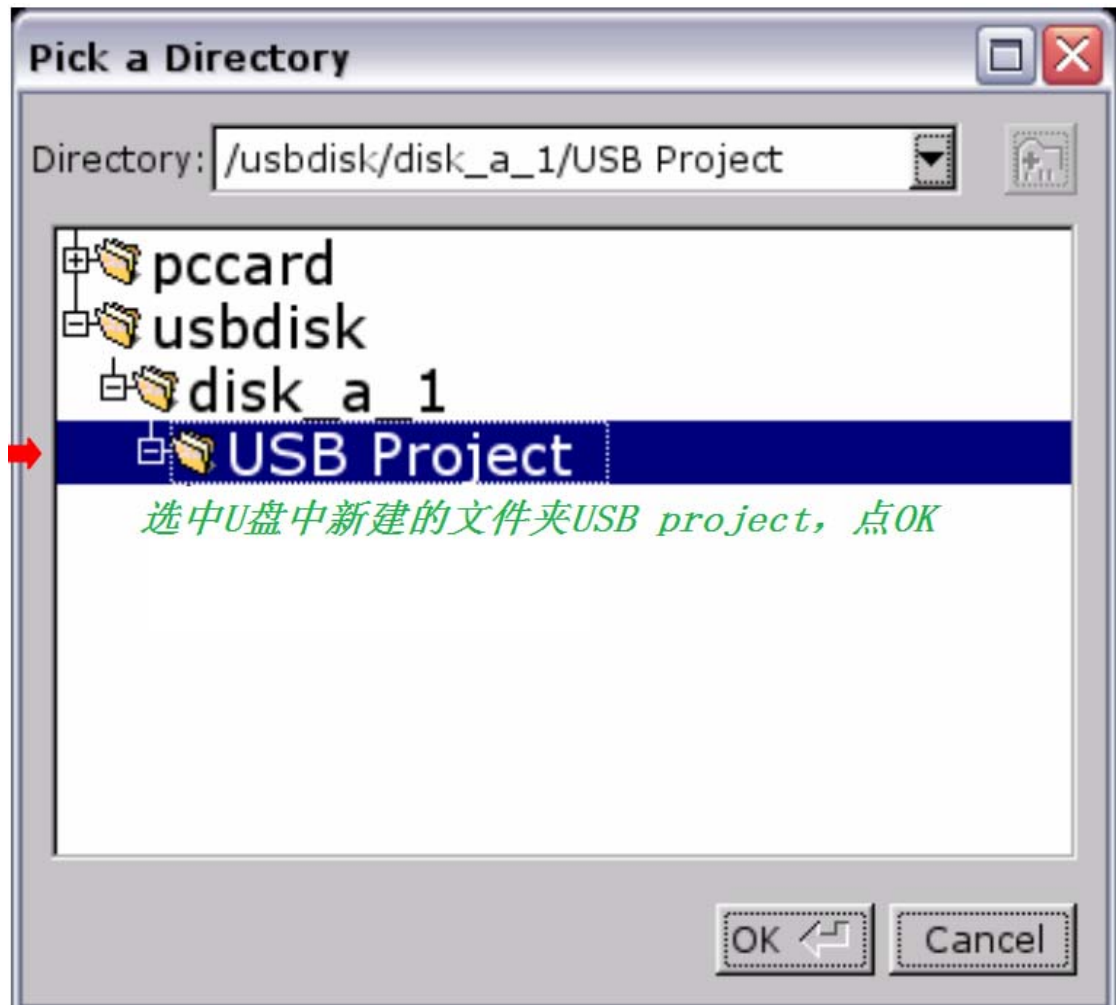 Pick a Directory
Directory: /usbdisk/disk_a_1/USB Project
pccard
usbdisk
disk_a_1
USB Project
选中U盘中新建的文件夹USB project，点OK
OK Cancel